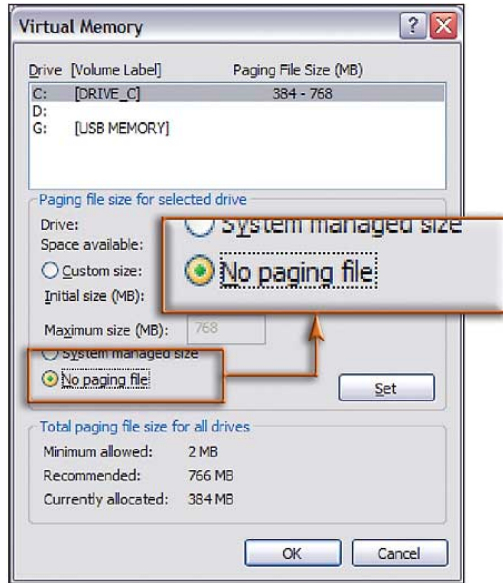 Virtual Memory
Drive [Volume Label] Paging File Size (MB)
C: [DRIVE_C] 384 - 768
D:
G: [USB MEMORY]
Paging file size for selected drive
Drive:
Space available:
Custom size:
Initial size (MB):
Maximum size (MB): 768
System managed size
No paging file
System managed size
No paging file
Set
Total paging file size for all drives
Minimum allowed: 2 MB
Recommended: 766 MB
Currently allocated: 384 MB
OK Cancel